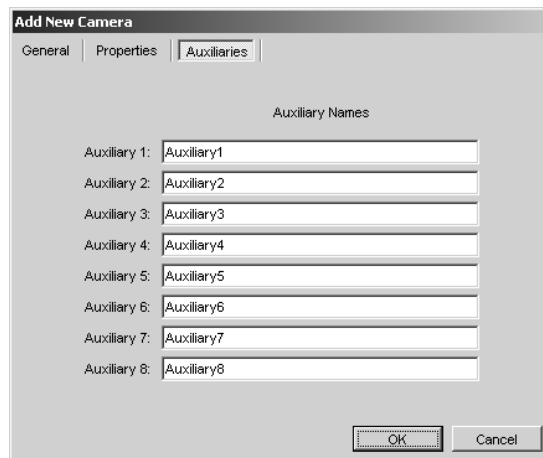 Add New Camera
General Properties Auxiliaries
Auxiliary Names
Auxiliary 1: Auxiliary1
Auxiliary 2: Auxiliary2
Auxiliary 3: Auxiliary3
Auxiliary 4: Auxiliary4
Auxiliary 5: Auxiliary5
Auxiliary 6: Auxiliary6
Auxiliary 7: Auxiliary7
Auxiliary 8: Auxiliary8
OK Cancel